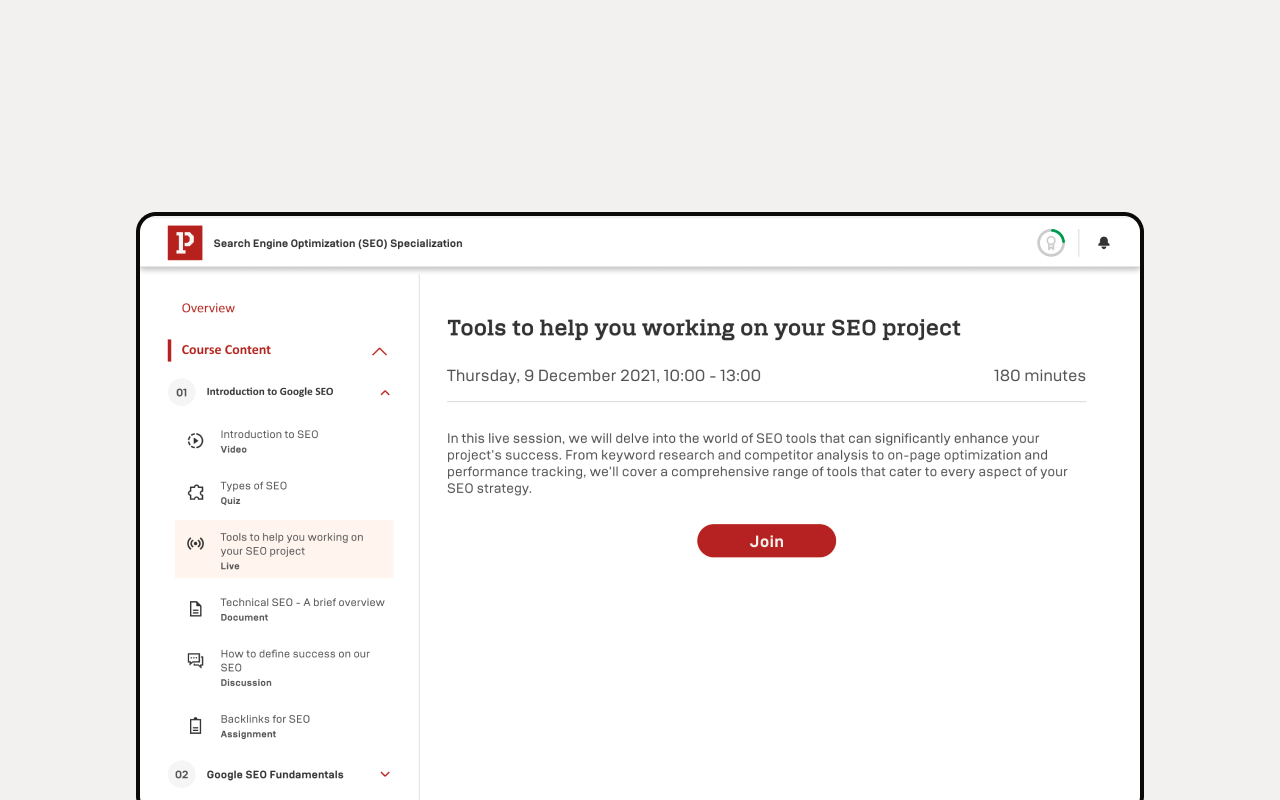 P
Search Engine Optimization (SEO) Specialization
Overview
Course Content
01 Introduction to Google SEO
Introduction to SEO
Video
Types of SEO
Quiz
Tools to help you working on
your SEO project
Live
Technical SEO - A brief overview
Document
How to define success on our
SEO
Discussion
Backlinks for SEO
Assignment
02 Google SEO Fundamentals
Tools to help you working on your SEO project
Thursday, 9 December 2021, 10:00 - 13:00 180 minutes
In this live session, we will delve into the world of SEO tools that can significantly enhance your
project's success. From keyword research and competitor analysis to on-page optimization and
performance tracking, we'll cover a comprehensive range of tools that cater to every aspect of your
SEO strategy.
Join